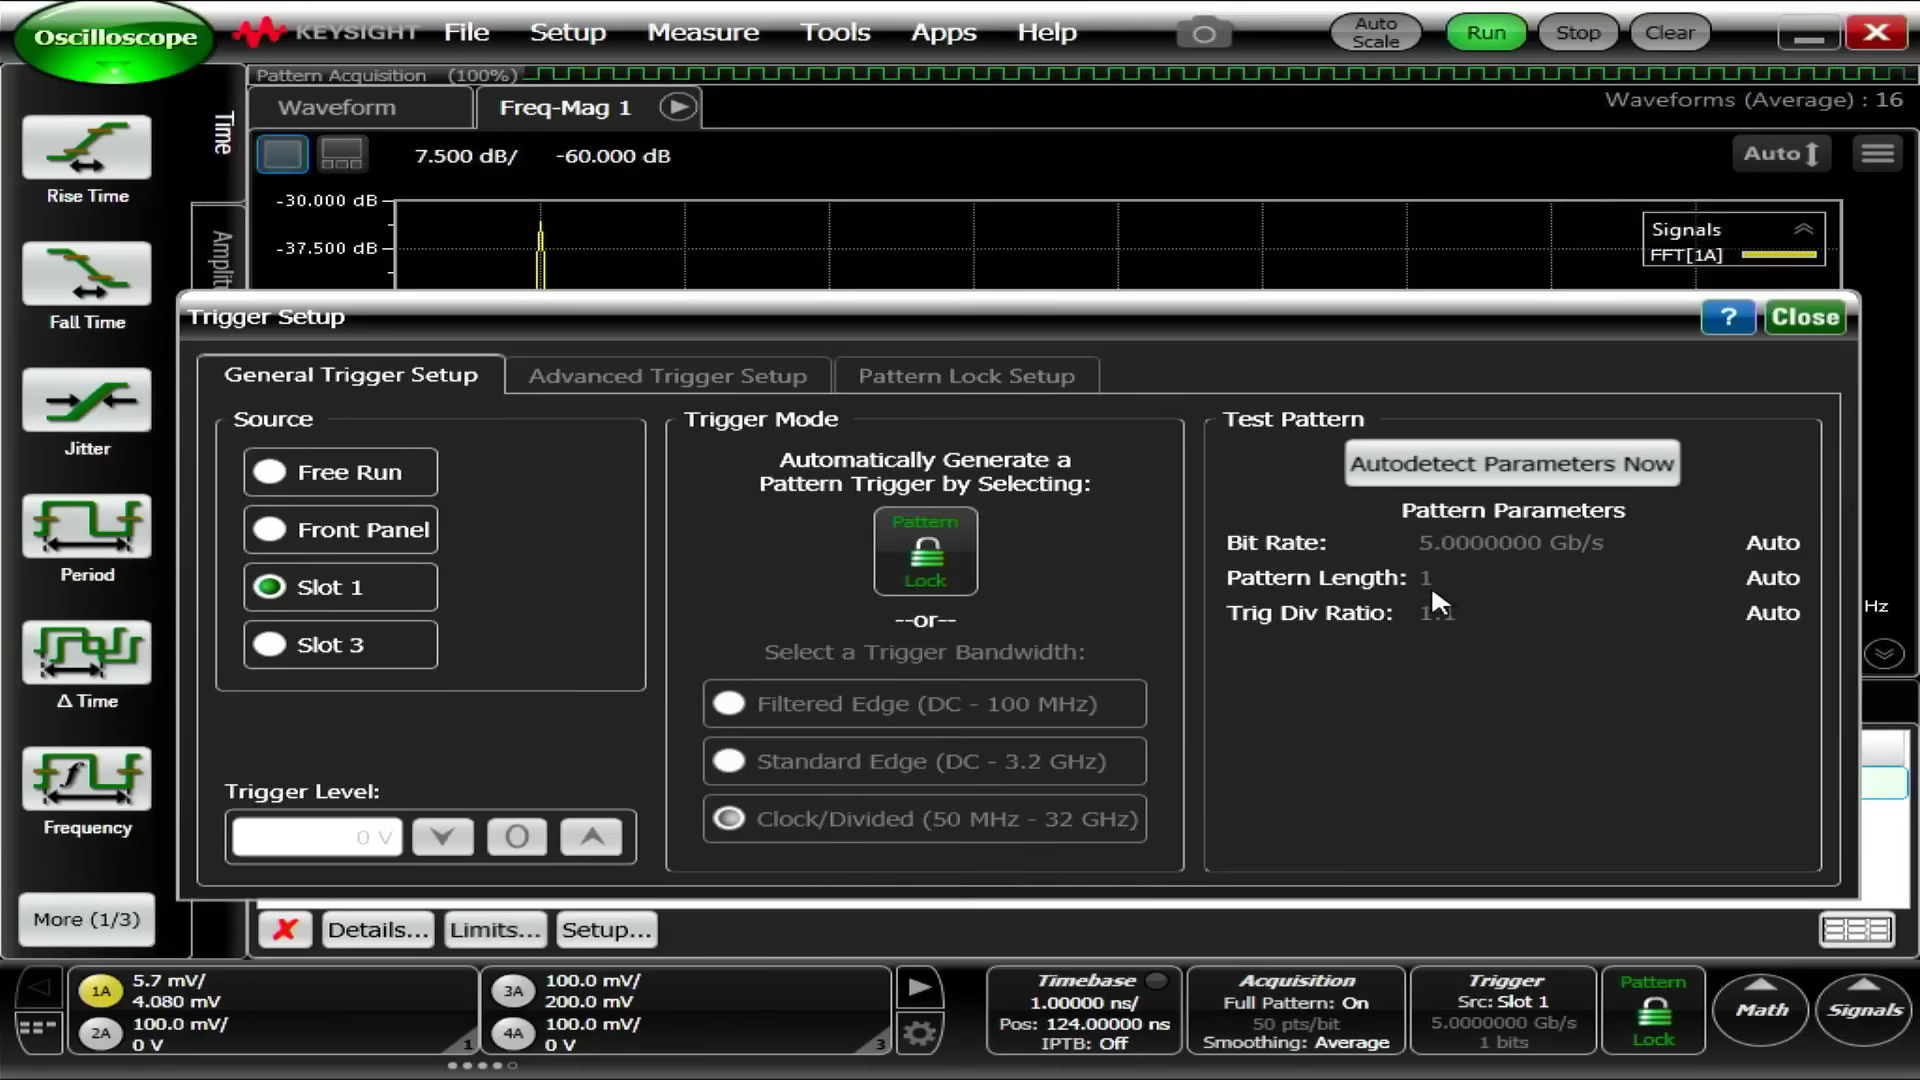 Oscilloscope
KEYSIGHT
File Setup Measure Tools Apps Help
Auto
Scale
Run
Stop
Clear
X
Pattern Acquisition (100%)
Waveform
Freq-Mag 1
Waveforms (Average) : 16
Time
7.500 dB/ -60.000 dB
Auto
Rise Time
-30.000 dB
-37.500 dB
Signals
FFT[1A]
Fall Time
Trigger Setup
?
Close
General Trigger Setup
Advanced Trigger Setup
Pattern Lock Setup
Source
Free Run
Front Panel
Slot 1
Slot 3
Trigger Level:
0 V
Trigger Mode
Automatically Generate a
Pattern Trigger by Selecting:
Pattern
Lock
--or--
Select a Trigger Bandwidth:
Filtered Edge (DC - 100 MHz)
Standard Edge (DC - 3.2 GHz)
Clock/Divided (50 MHz - 32 GHz)
Test Pattern
Autodetect Parameters Now
Pattern Parameters
Bit Rate: 5.0000000 Gb/s Auto
Pattern Length: 1 Auto
Trig Div Ratio: 1:1 Auto
Hz
Jitter
Period
Δ Time
Frequency
More (1/3)
Details...
Limits...
Setup...
1A 5.7 mV/
4.080 mV
2A 100.0 mV/
0 V
1
3A 100.0 mV/
200.0 mV
4A 100.0 mV/
0 V
3
Timebase
1.00000 ns/
Pos: 124.00000 ns
IPTB: Off
Acquisition
Full Pattern: On
50 pts/bit
Smoothing: Average
Trigger
Src: Slot 1
5.0000000 Gb/s
1 bits
Pattern
Lock
Math
Signals